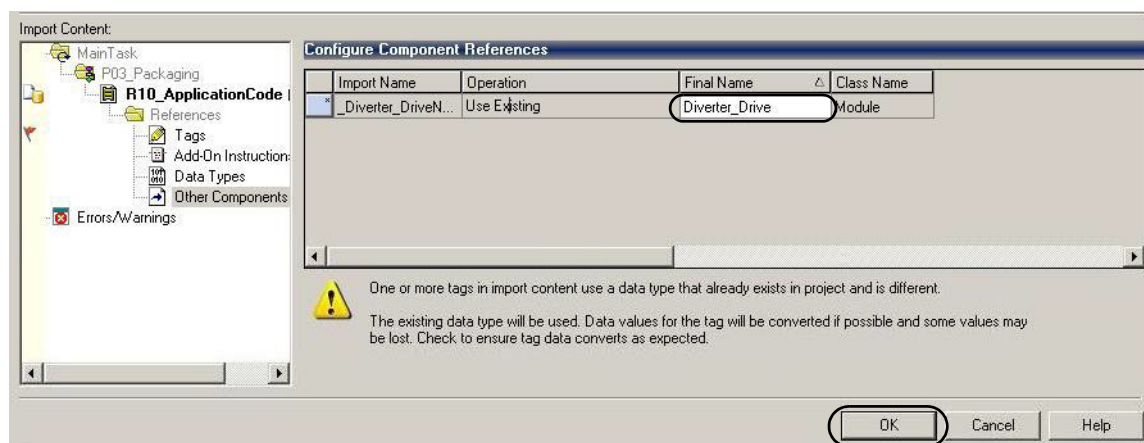 Import Content:
MainTask
P03_Packaging
R10_ApplicationCode
References
Tags
Add-On Instruction
Data Types
Other Components
Errors/Warnings
Configure Component References
Import Name Operation Final Name Class Name
_Diverter_DriveN... Use Existing Diverter_Drive Module
One or more tags in import content use a data type that already exists in project and is different.
The existing data type will be used. Data values for the tag will be converted if possible and some values may
be lost. Check to ensure tag data converts as expected.
OK Cancel Help